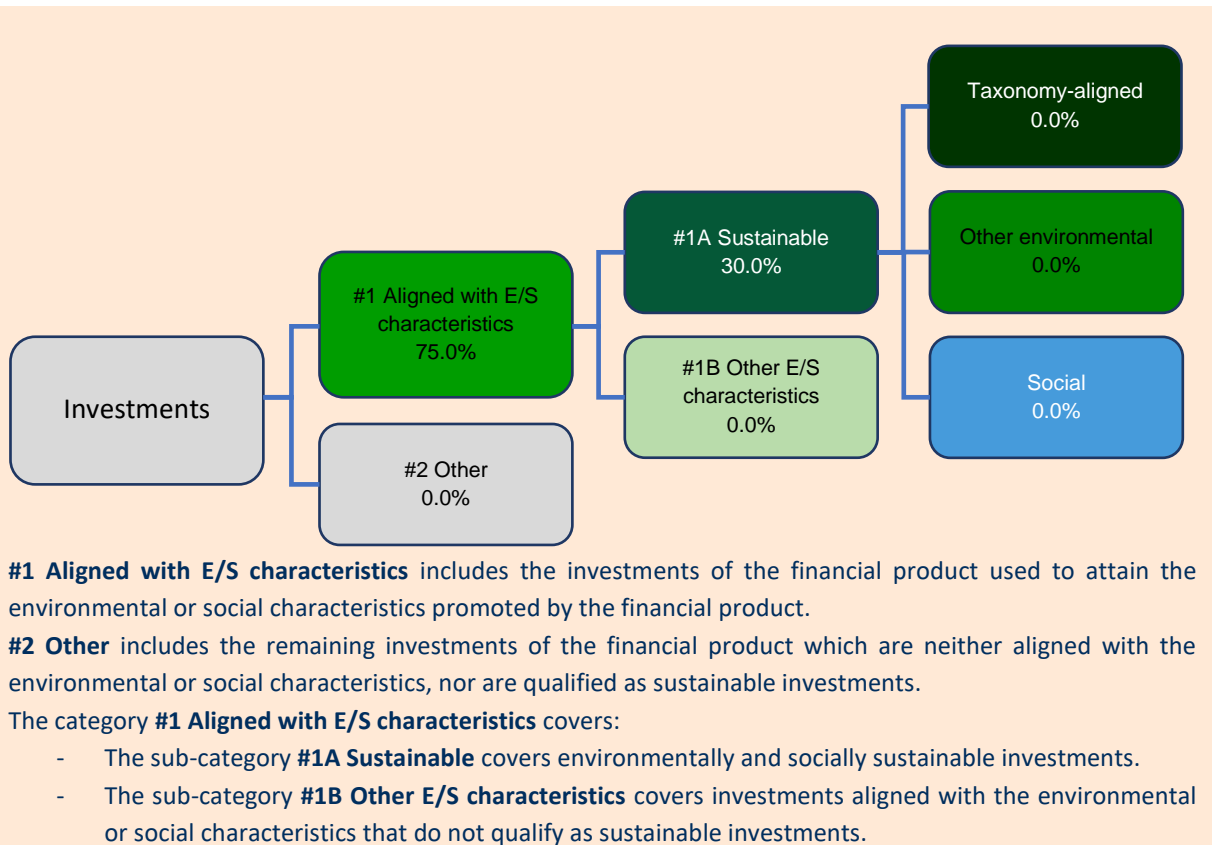 Taxonomy-aligned
0.0%
#1A Sustainable
30.0%
Other environmental
0.0%
#1 Aligned with E/S
characteristics
75.0%
Investments
#1B Other E/S
characteristics
0.0%
Social
0.0%
#2 Other
0.0%
#1 Aligned with E/S characteristics includes the investments of the financial product used to attain the
environmental or social characteristics promoted by the financial product.
#2 Other includes the remaining investments of the financial product which are neither aligned with the
environmental or social characteristics, nor are qualified as sustainable investments.
The category #1 Aligned with E/S characteristics covers:
- The sub-category #1A Sustainable covers environmentally and socially sustainable investments.
- The sub-category #1B Other E/S characteristics covers investments aligned with the environmental
or social characteristics that do not qualify as sustainable investments.